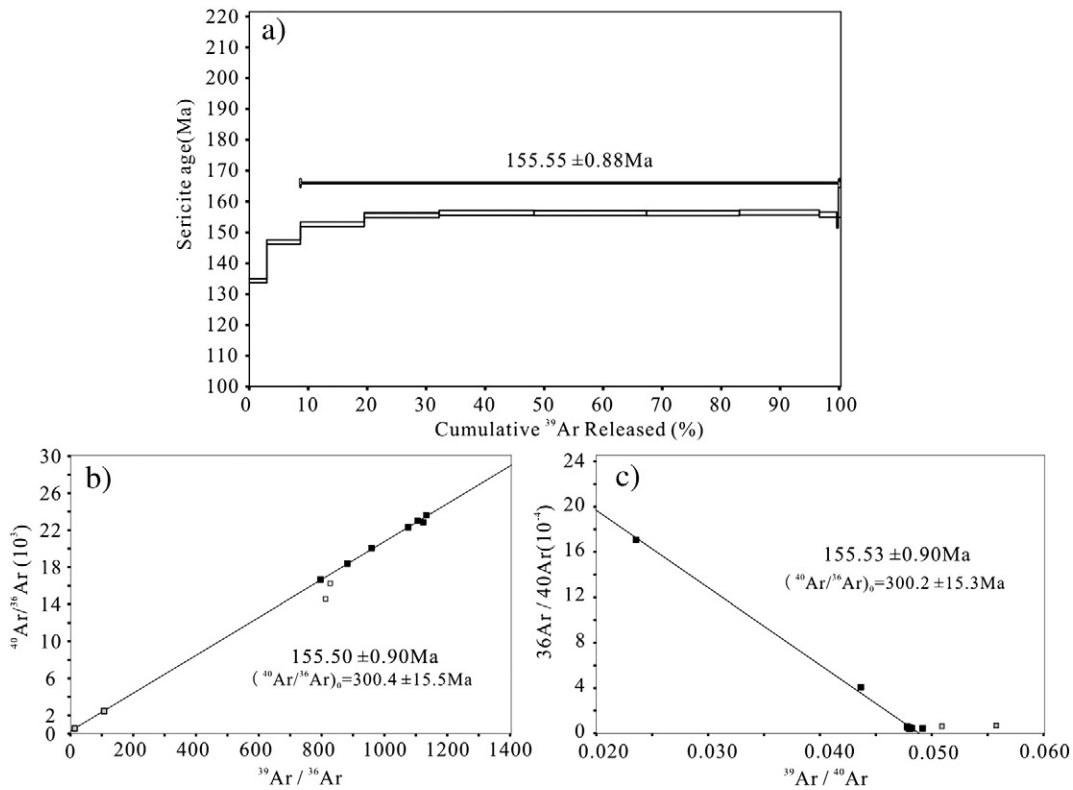 a)
220
210
200
190
180
170
160
150
140
130
120
110
100
Sericite age(Ma)
155.55 ±0.88Ma
0 10 20 30 40 50 60 70 80 90 100
Cumulative ³⁹Ar Released (%)
b)
30
26
22
18
14
10
6
2
0
⁴⁰Ar/³⁶Ar (10³)
155.50 ±0.90Ma
(⁴⁰Ar/³⁶Ar)₀=300.4 ±15.5Ma
0 200 400 600 800 1000 1200 1400
³⁹Ar / ³⁶Ar
c)
24
20
16
12
8
4
0
36Ar / 40Ar(10⁻⁴)
155.53 ±0.90Ma
(⁴⁰Ar/³⁶Ar)₀=300.2 ±15.3Ma
0.020 0.030 0.040 0.050 0.060
³⁹Ar / ⁴⁰Ar